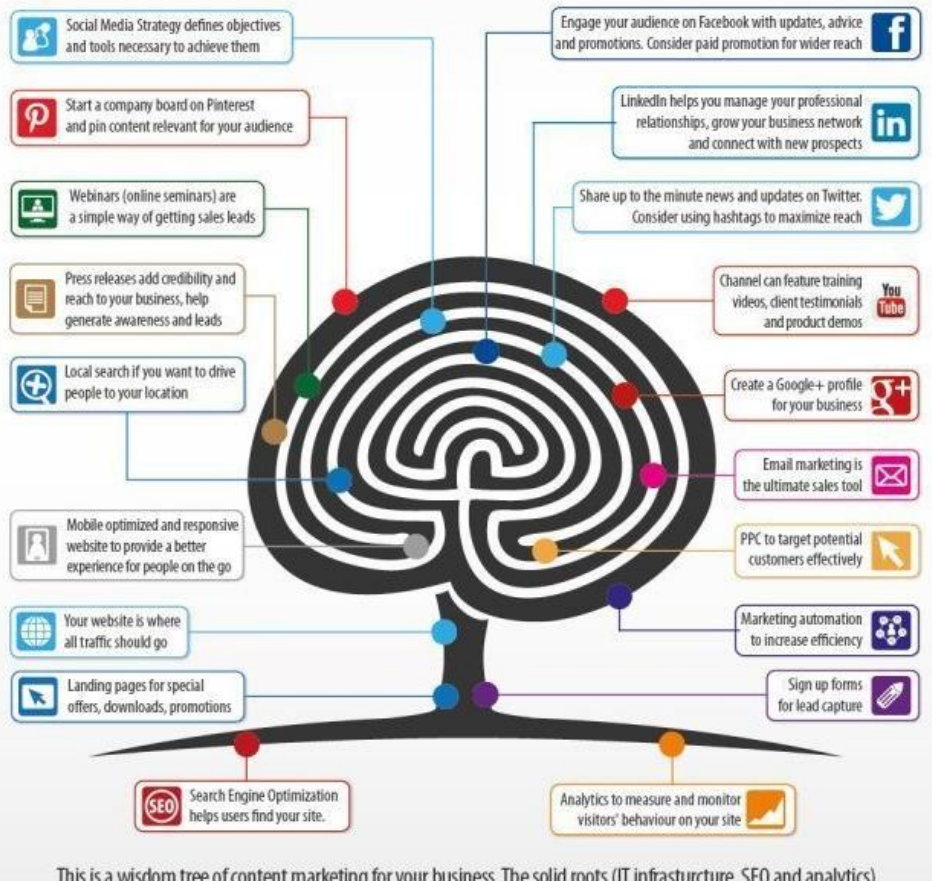 Social Media Strategy defines objectives
and tools necessary to achieve them
Start a company board on Pinterest
and pin content relevant for your audience
Webinars (online seminars) are
a simple way of getting sales leads
Press releases add credibility and
reach to your business, help
generate awareness and leads
Local search if you want to drive
people to your location
Mobile optimized and responsive
website to provide a better
experience for people on the go
Your website is where
all traffic should go
Landing pages for special
offers, downloads, promotions
Engage your audience on Facebook with updates, advice
and promotions. Consider paid promotion for wider reach
f
LinkedIn helps you manage your professional
relationships, grow your business network
and connect with new prospects
in
Share up to the minute news and updates on Twitter.
Consider using hashtags to maximize reach
Channel can feature training
videos, client testimonials
and product demos
You
Tube
Create a Google+ profile
for your business
g+
Email marketing is
the ultimate sales tool
PPC to target potential
customers effectively
Marketing automation
to increase efficiency
Sign up forms
for lead capture
SEO
Search Engine Optimization
helps users find your site.
Analytics to measure and monitor
visitors' behaviour on your site
This is a wisdom tree of content marketing for your business. The solid roots (IT infrasturcture, SEO and analytics)